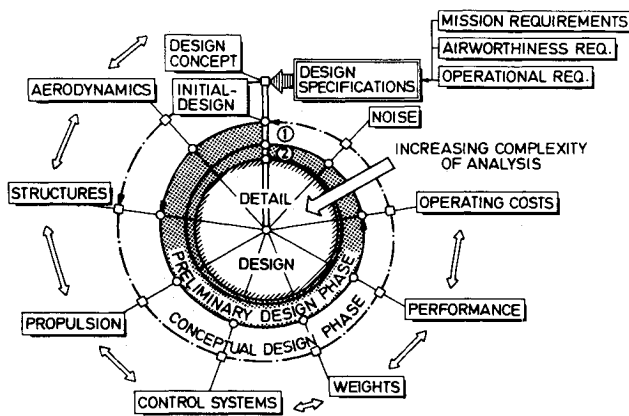 MISSION REQUIREMENTS
AIRWORTHINESS REQ.
OPERATIONAL REQ.
DESIGN
CONCEPT
DESIGN
SPECIFICATIONS
AERODYNAMICS
INITIAL-
DESIGN
NOISE
①
②
INCREASING COMPLEXITY
OF ANALYSIS
STRUCTURES
DETAIL
OPERATING COSTS
DESIGN
PRELIMINARY DESIGN PHASE
CONCEPTUAL DESIGN PHASE
PROPULSION
PERFORMANCE
CONTROL SYSTEMS
WEIGHTS